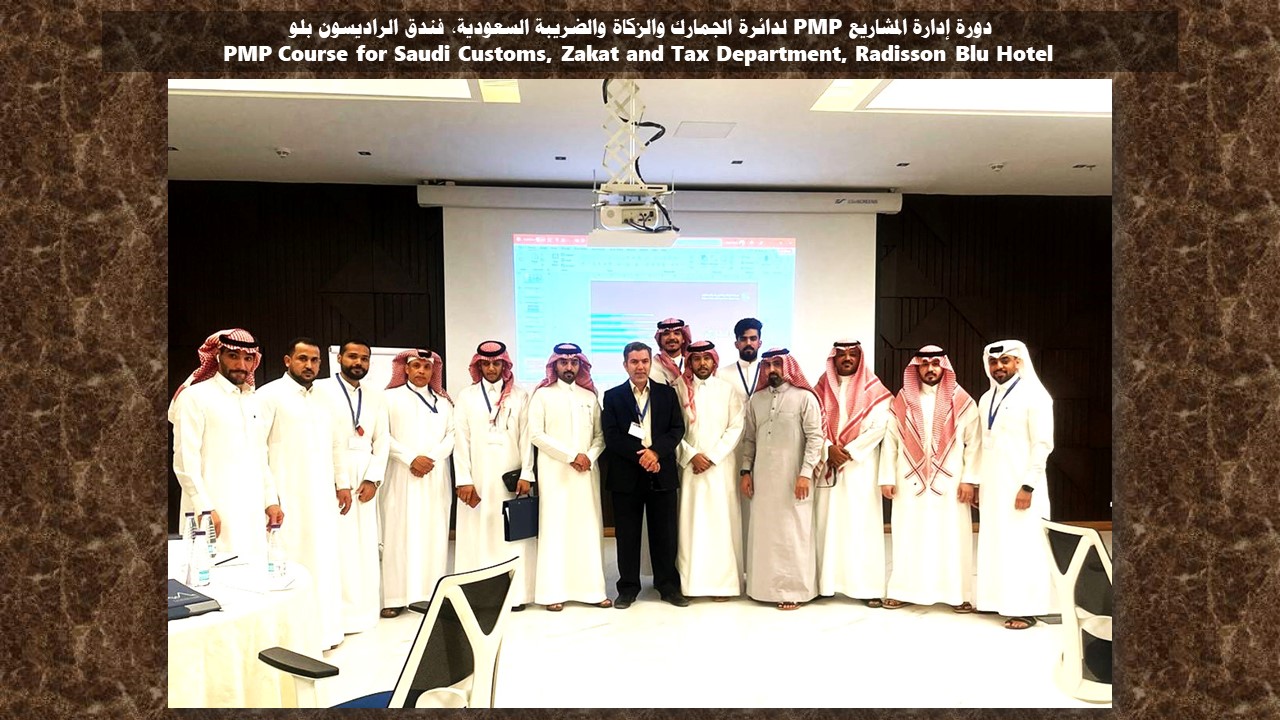 دورة إدارة المشاريع PMP لدائرة الجمارك والزكاة والضريبة السعودية، فندق الراديسون بلو
PMP Course for Saudi Customs, Zakat and Tax Department, Radisson Blu Hotel